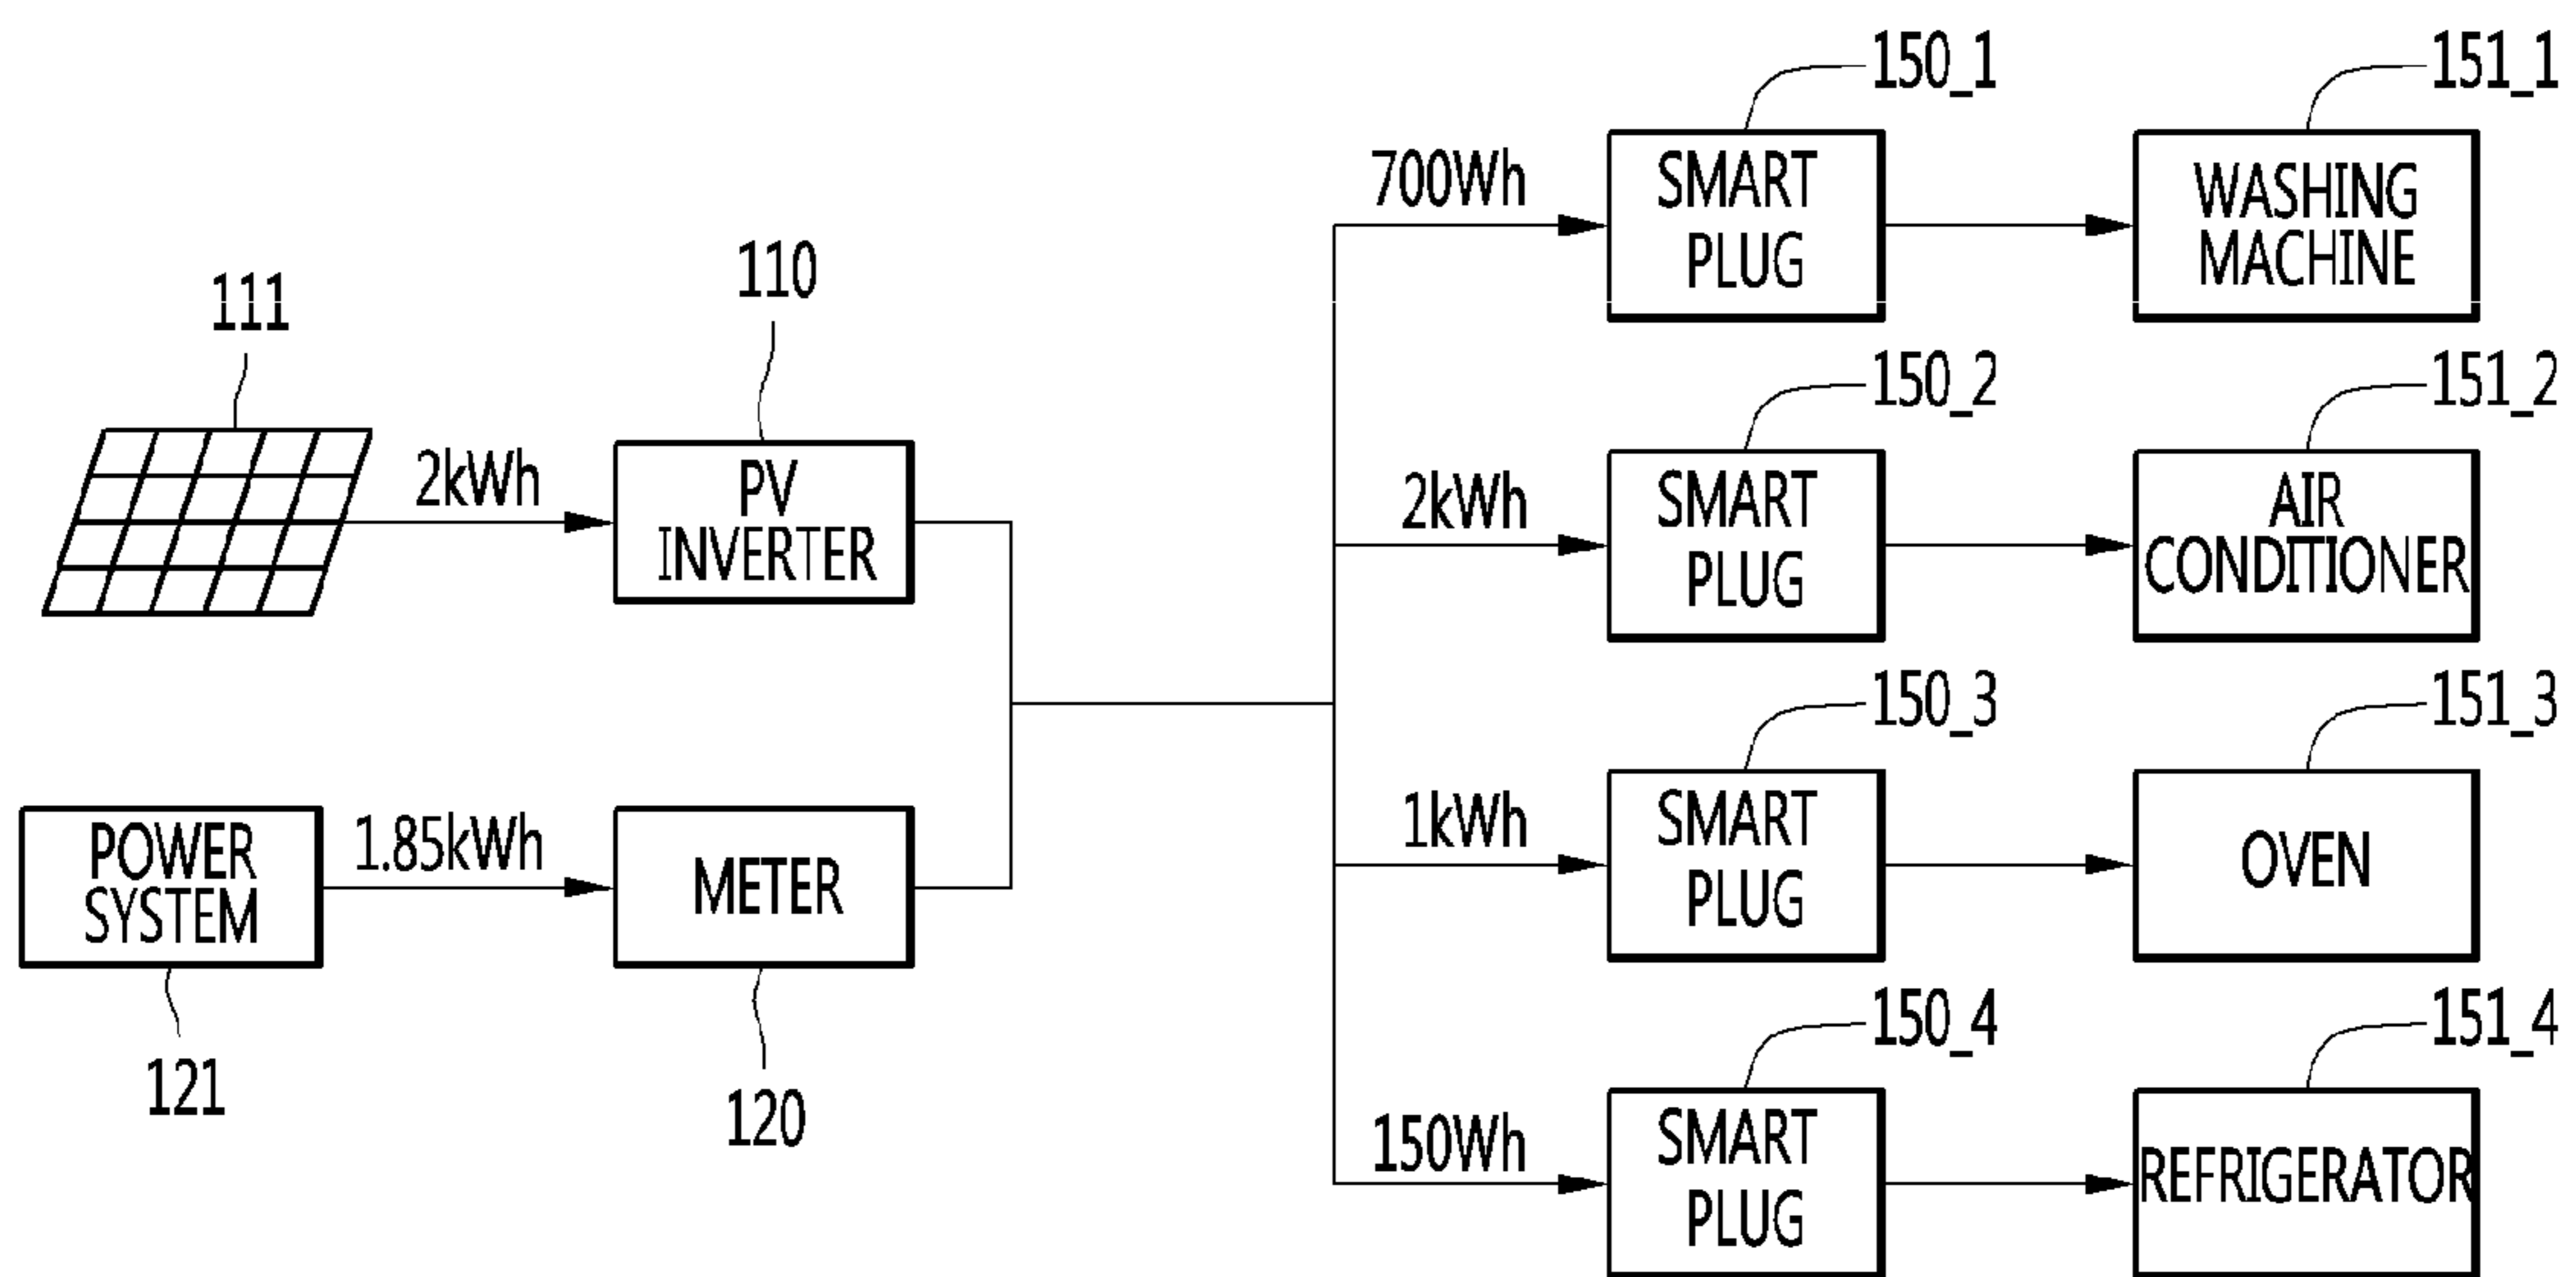 150_1
151_1
700Wh
SMART
PLUG
WASHING
MACHINE
111
110
2kWh
PV
INVERTER
150_2
151_2
2kWh
SMART
PLUG
AIR
CONDITIONER
150_3
151_3
1kWh
SMART
PLUG
OVEN
POWER
SYSTEM
1.85kWh
METER
121
120
150_4
151_4
150Wh
SMART
PLUG
REFRIGERATOR